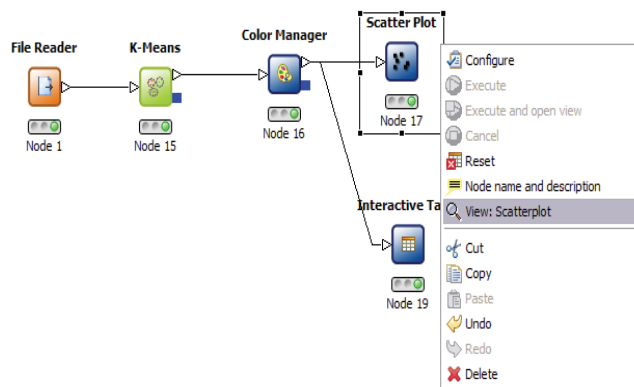 File Reader
Node 1
K-Means
Node 15
Color Manager
Node 16
Scatter Plot
Node 17
Interactive Ta
Node 19
Configure
Execute
Execute and open view
Cancel
Reset
Node name and description
View: Scatterplot
Cut
Copy
Paste
Undo
Redo
Delete